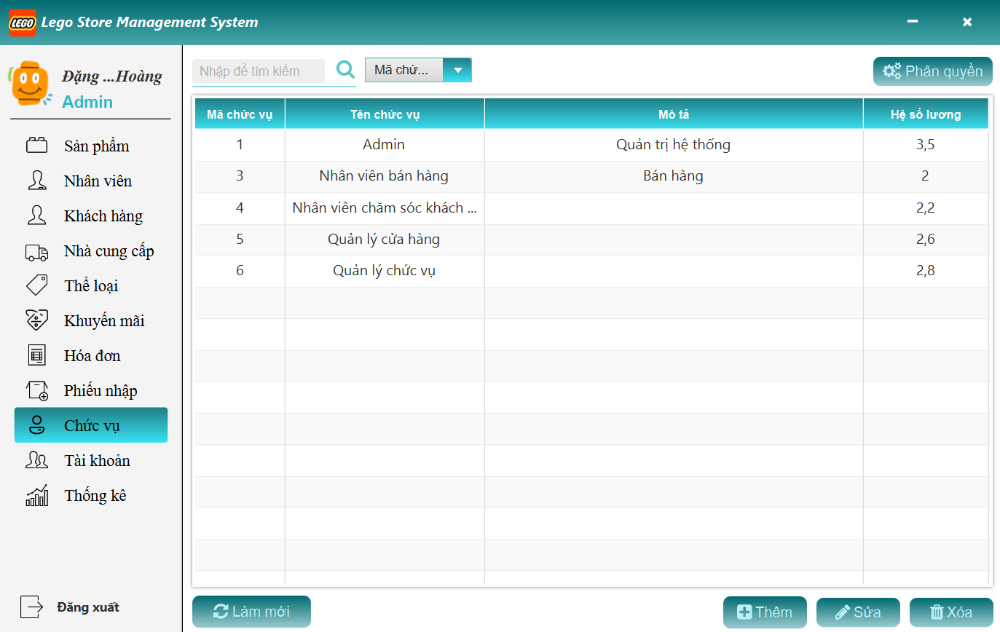 LEGO Lego Store Management System
Đặng ...Hoàng
Admin
Sản phẩm
Nhân viên
Khách hàng
Nhà cung cấp
Thể loại
Khuyến mãi
Hóa đơn
Phiếu nhập
Chức vụ
Tài khoản
Thống kê
Đăng xuất
Nhập để tìm kiếm Mã chứ... Phân quyền
Mã chức vụ Tên chức vụ Mô tả Hệ số lương
1 Admin Quản trị hệ thống 3,5
3 Nhân viên bán hàng Bán hàng 2
4 Nhân viên chăm sóc khách ... 2,2
5 Quản lý cửa hàng 2,6
6 Quản lý chức vụ 2,8
Làm mới Thêm Sửa Xóa